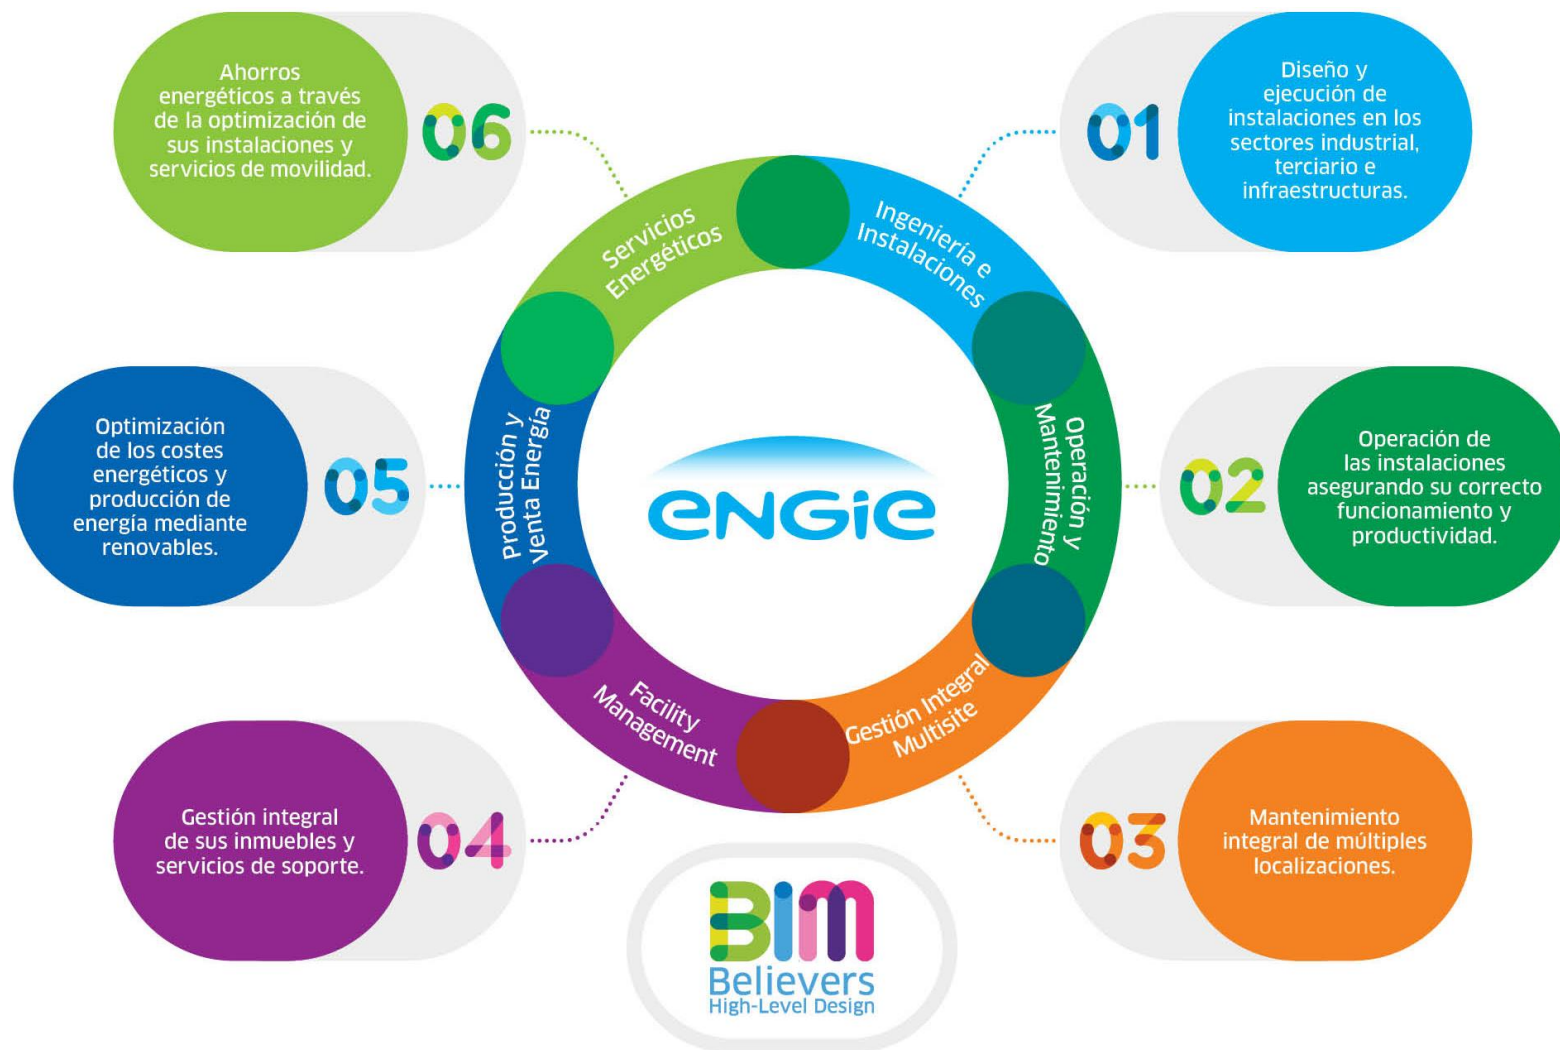 Ahorros
energéticos a través
de la optimización de
sus instalaciones y
servicios de movilidad.
06
01
Diseño y
ejecución de
instalaciones en los
sectores industrial,
terciario e
infraestructuras.
Servicios
Energéticos
Ingeniería e
Instalaciones
Optimización
de los costes
energéticos y
producción de
energía mediante
renovables.
05
Producción y
Venta Energía
ENGiE
Operación y
Mantenimiento
02
Operación de
las instalaciones
asegurando su correcto
funcionamiento y
productividad.
Facility
Management
Gestión Integral
Multisite
Gestión integral
de sus inmuebles y
servicios de soporte.
04
03
Mantenimiento
integral de múltiples
localizaciones.
BIM
Believers
High-Level Design